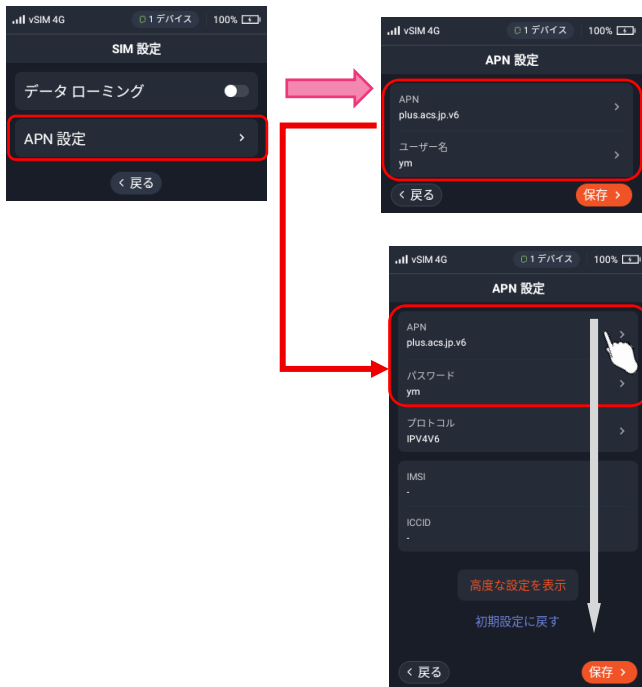 vSIM 4G 1 デバイス 100%
SIM 設定
データ ローミング
APN 設定
戻る
vSIM 4G 1 デバイス 100%
APN 設定
APN
plus.acs.jp.v6
ユーザー名
ym
戻る 保存
vSIM 4G 1 デバイス 100%
APN 設定
APN
plus.acs.jp.v6
パスワード
ym
プロトコル
IPV4V6
IMSI
-
ICCID
-
高度な設定を表示
初期設定に戻す
戻る 保存